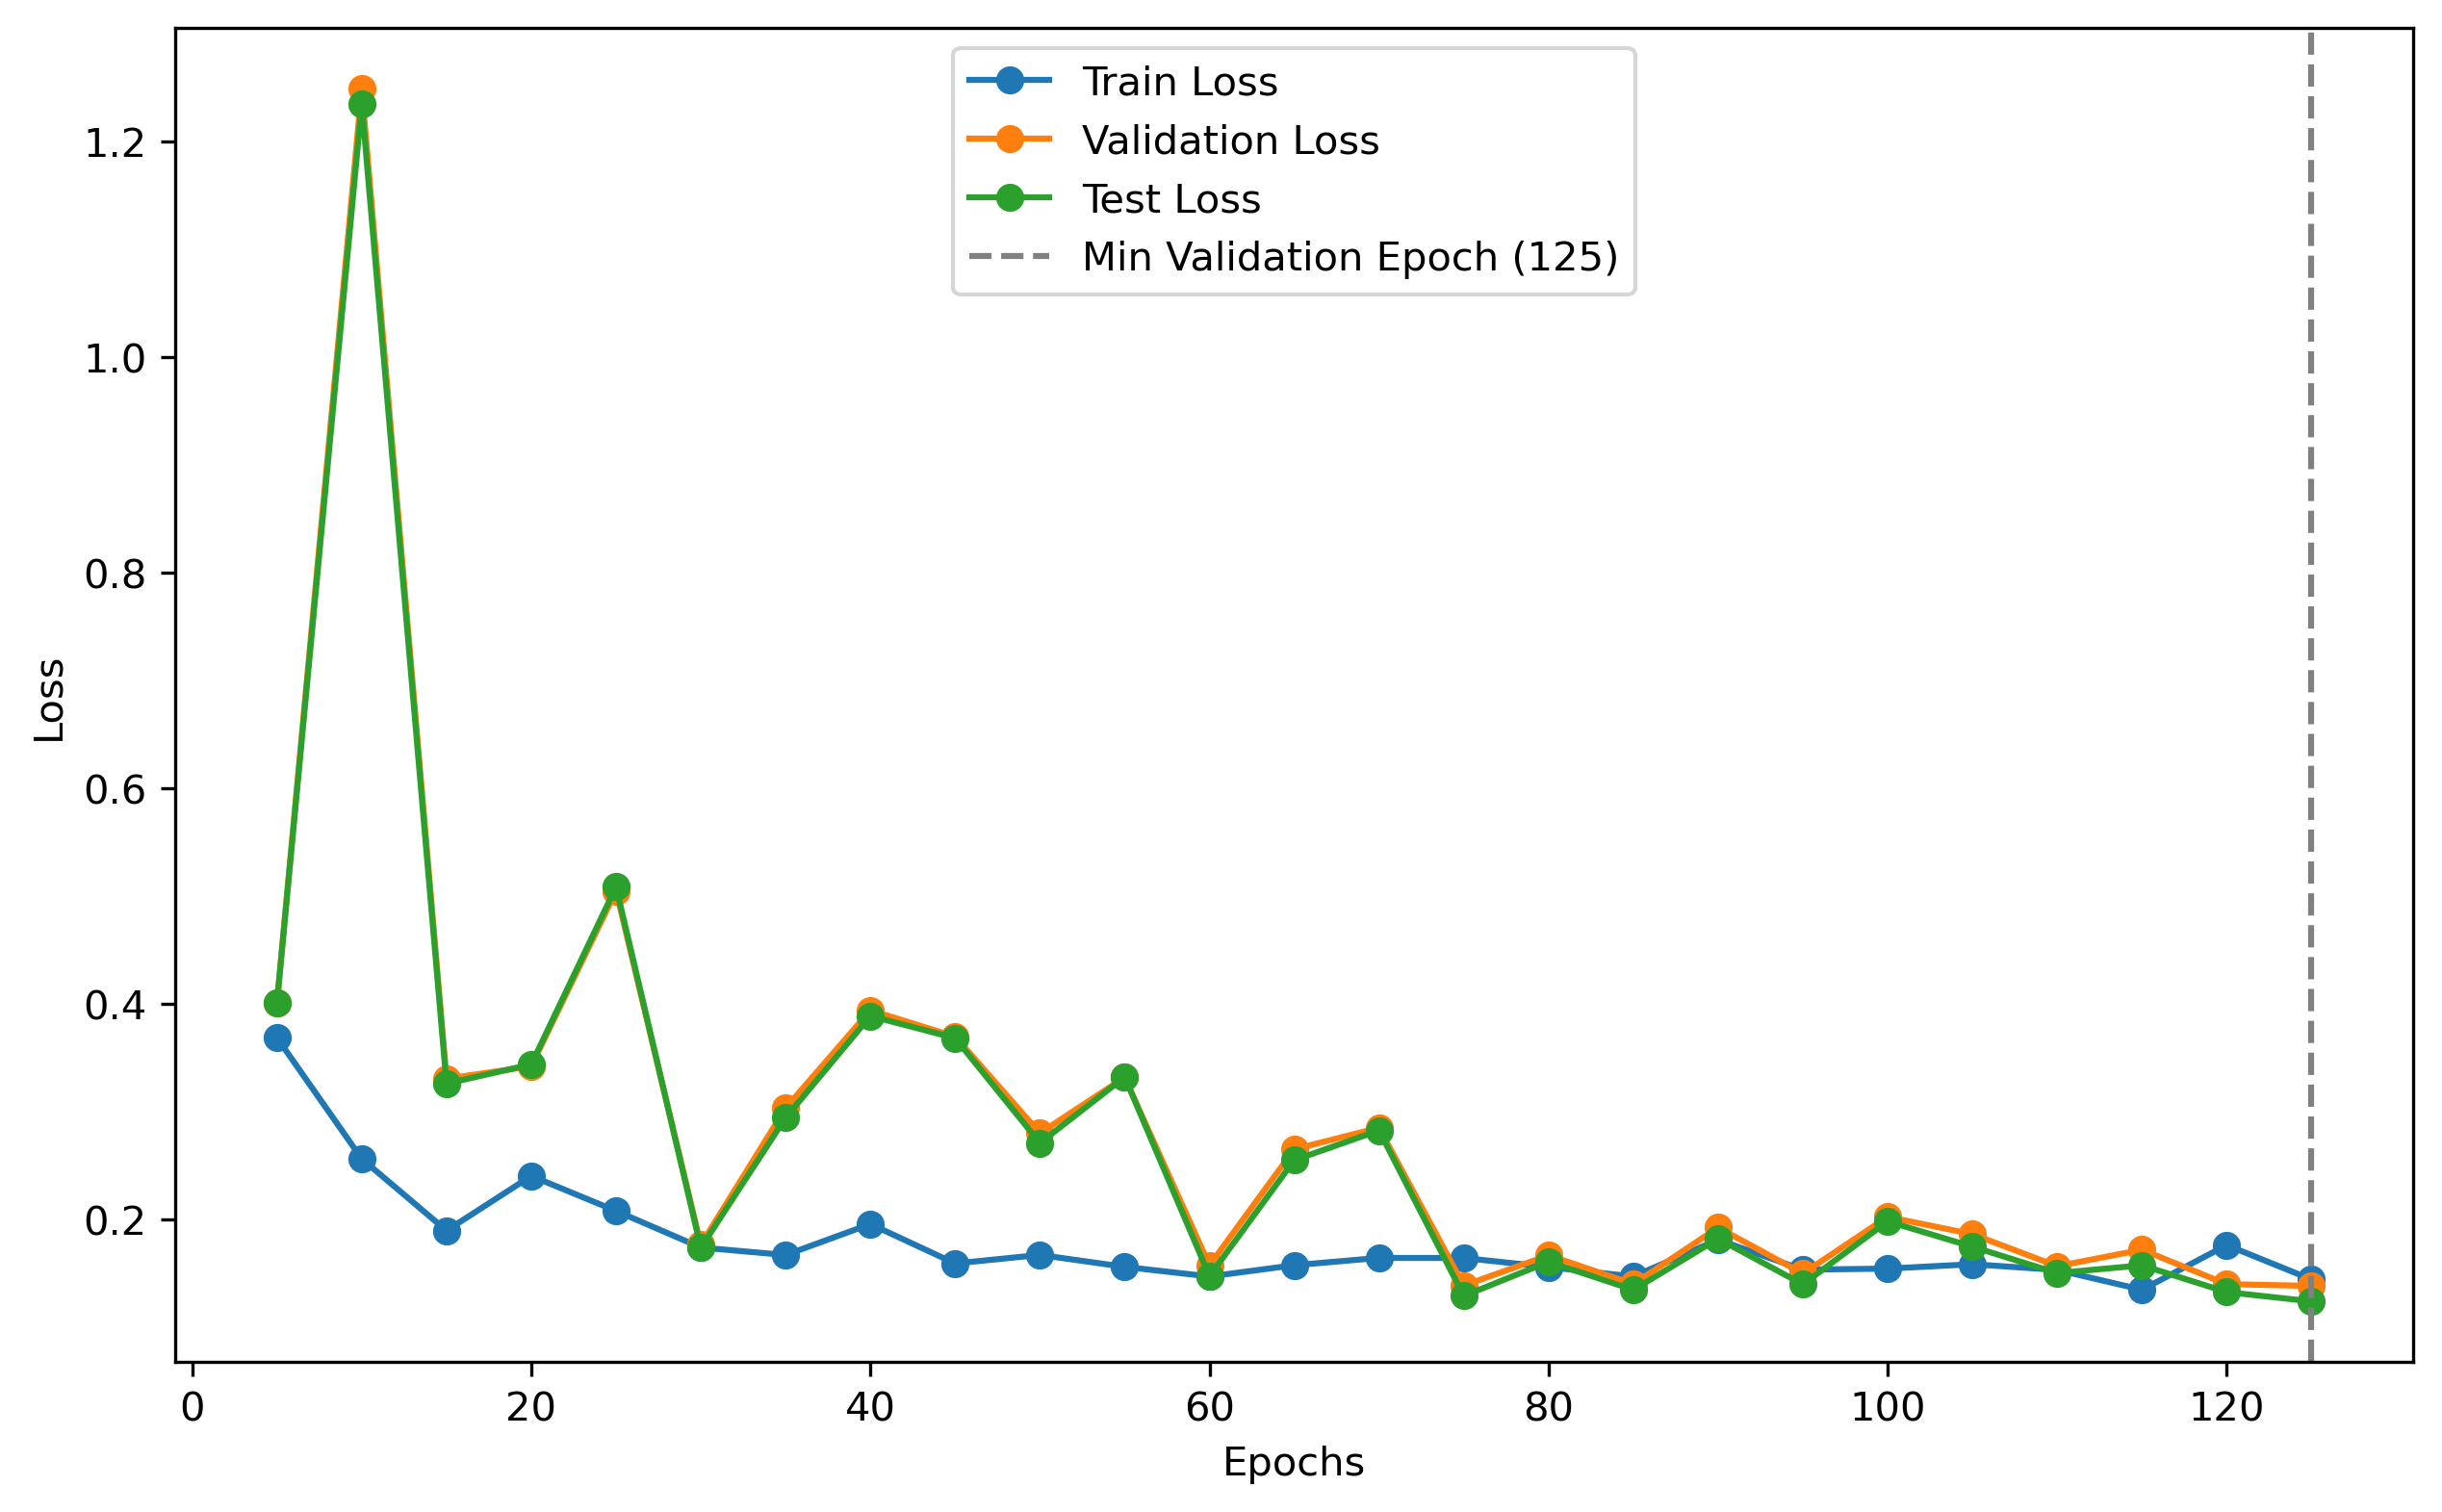 Train Loss
Validation Loss
Test Loss
Min Validation Epoch (125)
1.2
1.0
0.8
0.6
0.4
0.2
Loss
0 20 40 60 80 100 120
Epochs